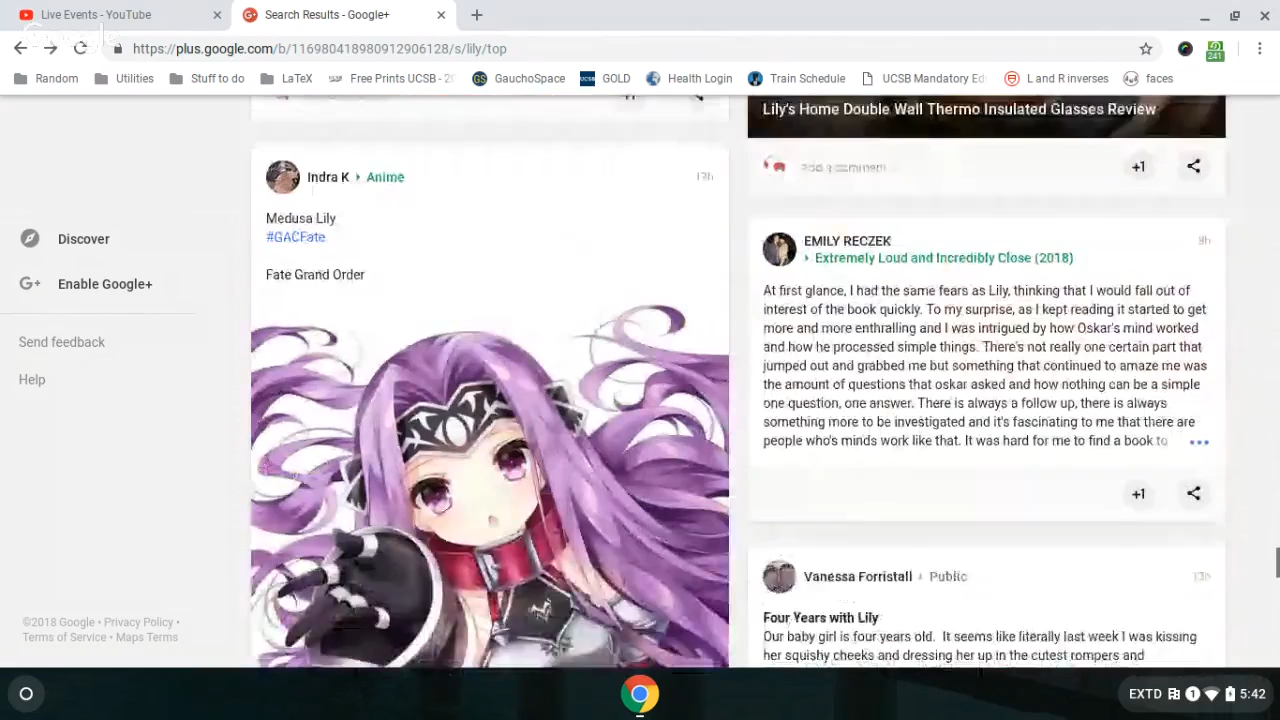 Live Events - YouTube
Search Results - Google+
https://plus.google.com/b/116980418980912906128/s/lily/top
Random
Utilities
Stuff to do
LaTeX
Free Prints UCSB - 20
GS
GauchoSpace
UCSB
GOLD
Health Login
Train Schedule
UCSB Mandatory Ed
L and R inverses
faces
241
Discover
G+
Enable Google+
Send feedback
Help
©2018 Google • Privacy Policy •
Terms of Service • Maps Terms
Indra K
Anime
13h
Medusa Lily
#GACFate
Fate Grand Order
Lily's Home Double Wall Thermo Insulated Glasses Review
Add a comment...
+1
EMILY RECZEK
8h
Extremely Loud and Incredibly Close (2018)
At first glance, I had the same fears as Lily, thinking that I would fall out of
interest of the book quickly. To my surprise, as I kept reading it started to get
more and more enthralling and I was intrigued by how Oskar's mind worked
and how he processed simple things. There's not really one certain part that
jumped out and grabbed me but something that continued to amaze me was
the amount of questions that oskar asked and how nothing can be a simple
one question, one answer. There is always a follow up, there is always
something more to be investigated and it's fascinating to me that there are
people who's minds work like that. It was hard for me to find a book to
+1
Vanessa Forristall
Public
13h
Four Years with Lily
Our baby girl is four years old. It seems like literally last week I was kissing
her squishy cheeks and dressing her up in the cutest rompers and
EXTD
1
5:42